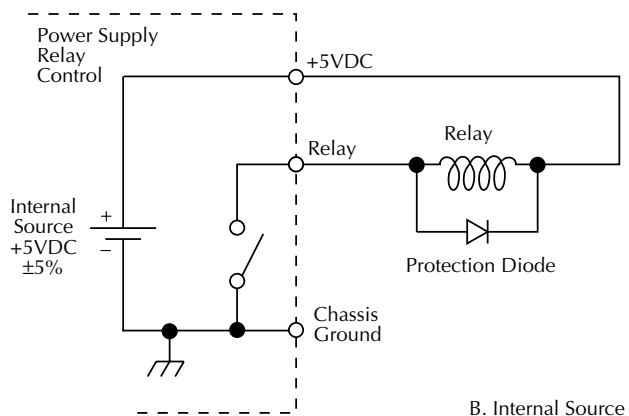 Power Supply
Relay
Control
+5VDC
Relay
Relay
Internal
Source
+5VDC
±5%
+
–
Protection Diode
Chassis
Ground
B. Internal Source